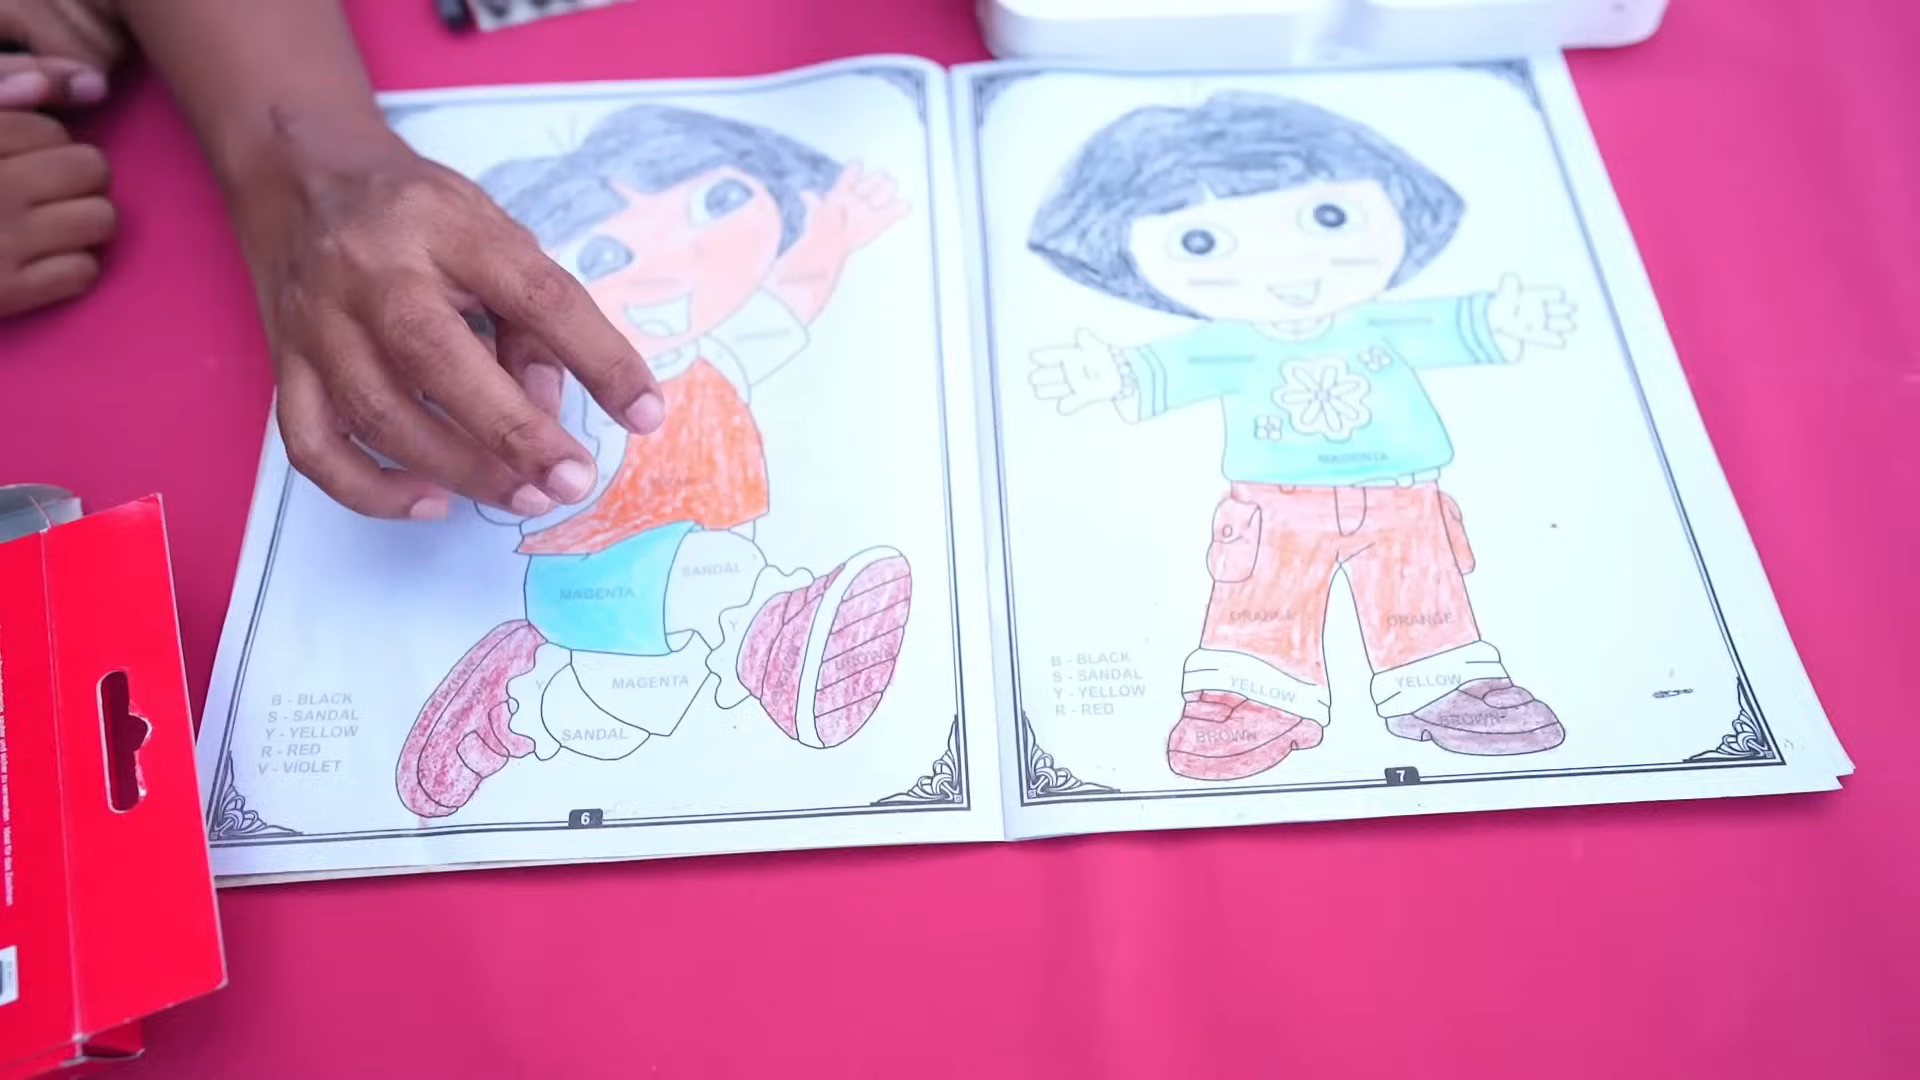 MAGENTA
SANDAL
Y
BROWN
MAGENTA
Y
SANDAL
B - BLACK
S - SANDAL
Y - YELLOW
R - RED
V - VIOLET
6
MAGENTA
ORANGE
ORANGE
YELLOW
YELLOW
BROWN
BROWN
B - BLACK
S - SANDAL
Y - YELLOW
R - RED
7